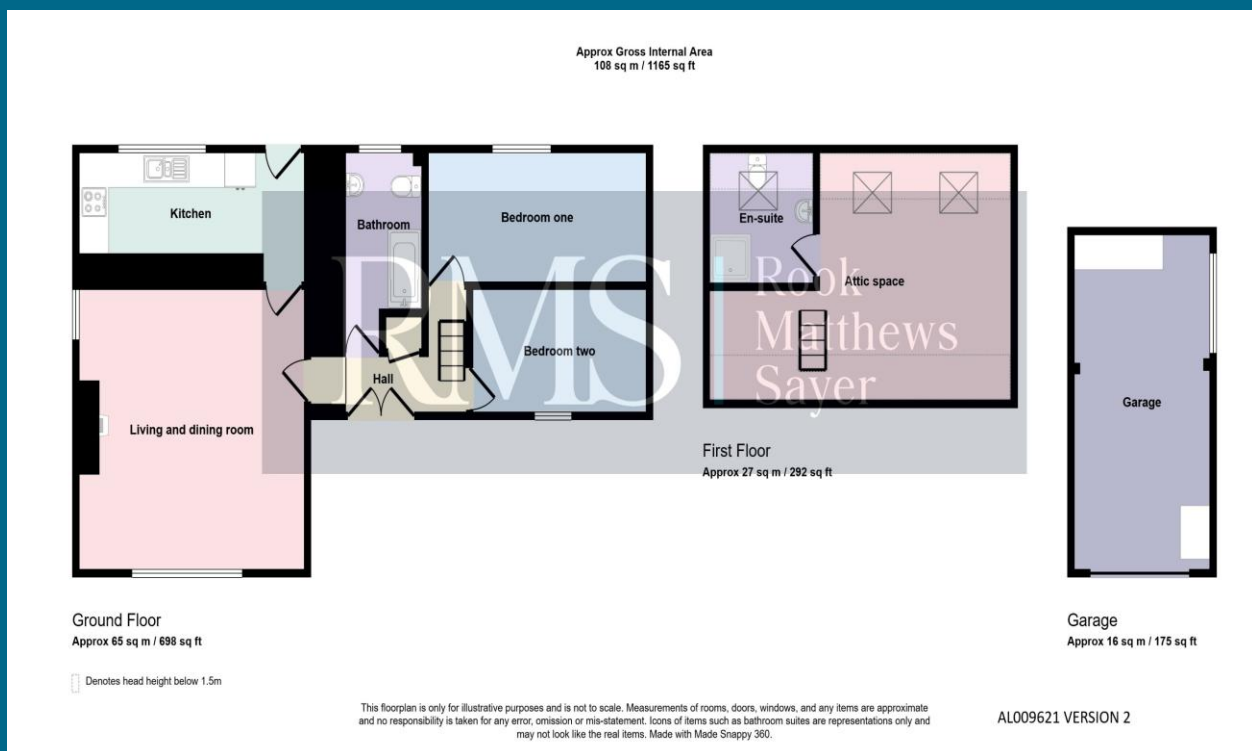 Approx Gross Internal Area
108 sq m / 1165 sq ft
Kitchen
Bathroom
Bedroom one
En-suite
Attic space
RMS
Rook
Matthews
Sayer
Bedroom two
Hall
Living and dining room
Garage
First Floor
Approx 27 sq m / 292 sq ft
Ground Floor
Approx 65 sq m / 698 sq ft
Garage
Approx 16 sq m / 175 sq ft
Denotes head height below 1.5m
This floorplan is only for illustrative purposes and is not to scale. Measurements of rooms, doors, windows, and any items are approximate
and no responsibility is taken for any error, omission or mis-statement. Icons of items such as bathroom suites are representations only and
may not look like the real items. Made with Made Snappy 360.
AL009621 VERSION 2